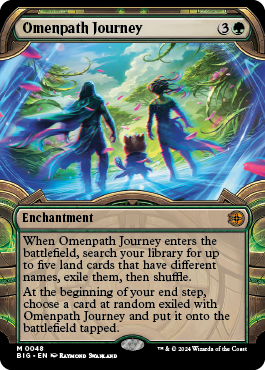 Omenpath Journey 3
Enchantment
When Omenpath Journey enters the
battlefield, search your library for up
to five land cards that have different
names, exile them, then shuffle.
At the beginning of your end step,
choose a card at random exiled with
Omenpath Journey and put it onto the
battlefield tapped.
M 0048
BIG • EN Raymond Swanland
™ & © 2024 Wizards of the Coast